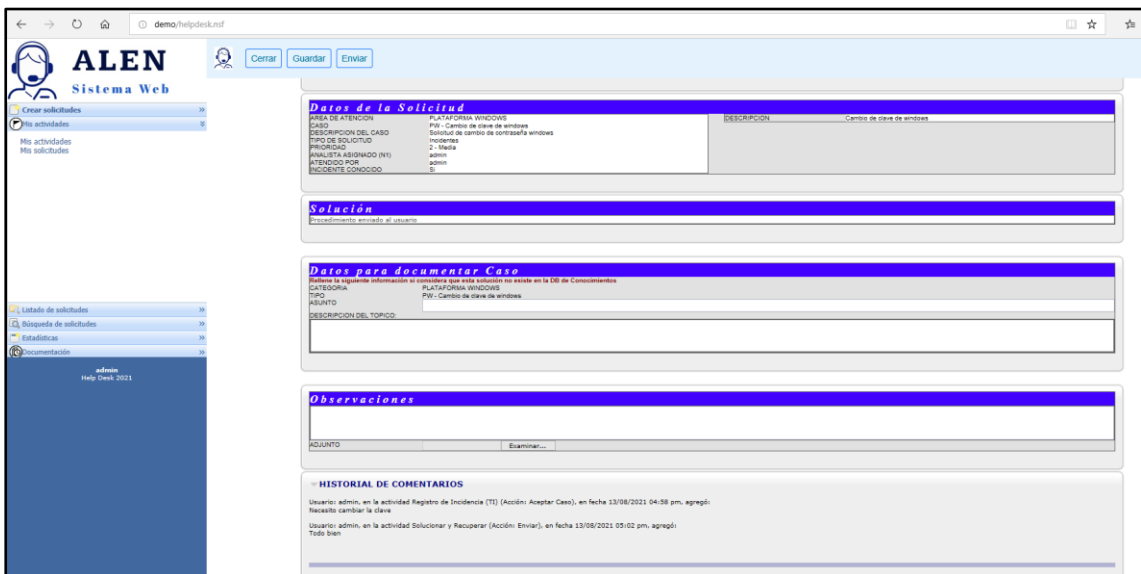 demo/helpdesk.nsf
ALEN
Sistema Web
Cerrar Guardar Enviar
Crear solicitudes
Mis actividades
Mis actividades
Mis solicitudes
Listado de solicitudes
Búsqueda de solicitudes
Estadísticas
Documentación
admin
Help Desk 2021
Datos de la Solicitud
AREA DE ATENCION PLATAFORMA WINDOWS
CASO PW - Cambio de clave de windows
DESCRIPCION DEL CASO Solicitud de cambio de contraseña windows
TIPO DE SOLICITUD Incidentes
PRIORIDAD 2 - Media
ANALISTA ASIGNADO (N1) admin
ATENDIDO POR admin
INCIDENTE CONOCIDO Si
DESCRIPCION Cambio de clave de windows
Solución
Procedimiento enviado al usuario
Datos para documentar Caso
Rellene la siguiente información si considera que esta solución no existe en la DB de Conocimientos
CATEGORIA PLATAFORMA WINDOWS
TIPO PW - Cambio de clave de windows
ASUNTO
DESCRIPCION DEL TOPICO:
Observaciones
ADJUNTO Examinar...
HISTORIAL DE COMENTARIOS
Usuario: admin, en la actividad Registro de Incidencia (TI) (Acción: Aceptar Caso), en fecha 13/08/2021 04:58 pm, agregó:
Necesito cambiar la clave
Usuario: admin, en la actividad Solucionar y Recuperar (Acción: Enviar), en fecha 13/08/2021 05:02 pm, agregó:
Todo bien